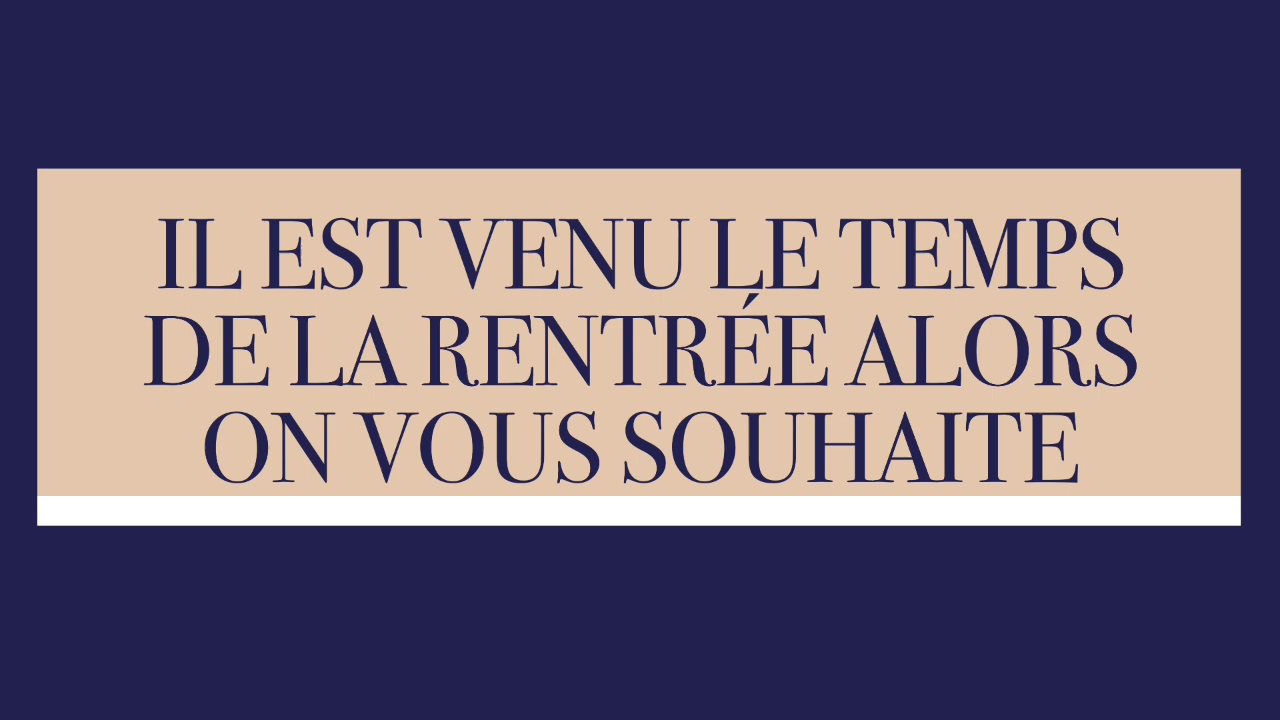 IL EST VENU LE TEMPS
DE LA RENTRÉE ALORS
ON VOUS SOUHAITE